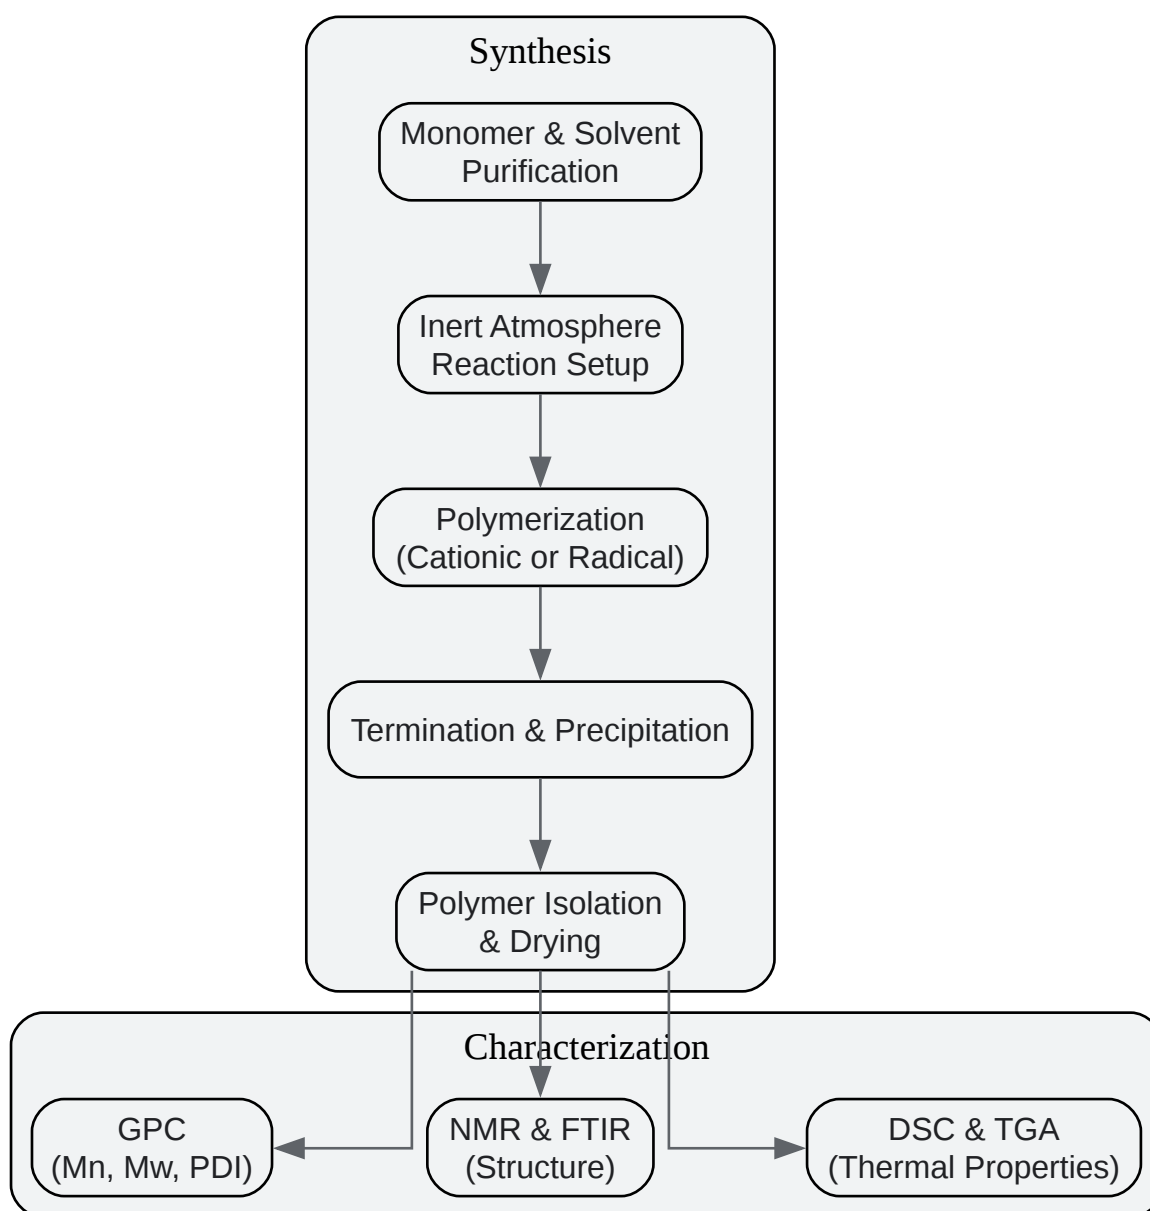 Synthesis
Monomer & Solvent
Purification
Inert Atmosphere
Reaction Setup
Polymerization
(Cationic or Radical)
Termination & Precipitation
Polymer Isolation
& Drying
Characterization
GPC
(Mn, Mw, PDI)
NMR & FTIR
(Structure)
DSC & TGA
(Thermal Properties)